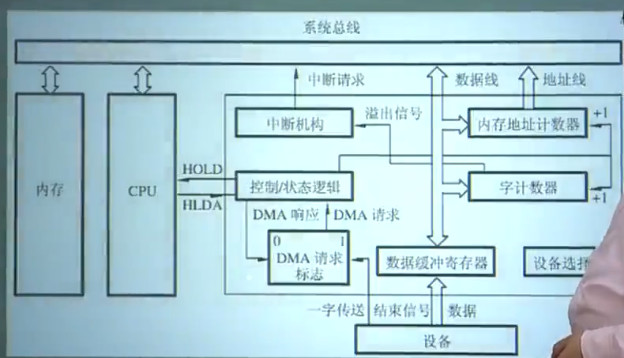 系统总线
中断请求
数据线
地址线
中断机构
溢出信号
内存地址计数器
+1
内存
CPU
HOLD
HLDA
控制/状态逻辑
字计数器
+1
DMA 响应
DMA 请求
0 1
DMA 请求
标志
数据缓冲寄存器
设备选择
一字传送
结束信号
数据
设备